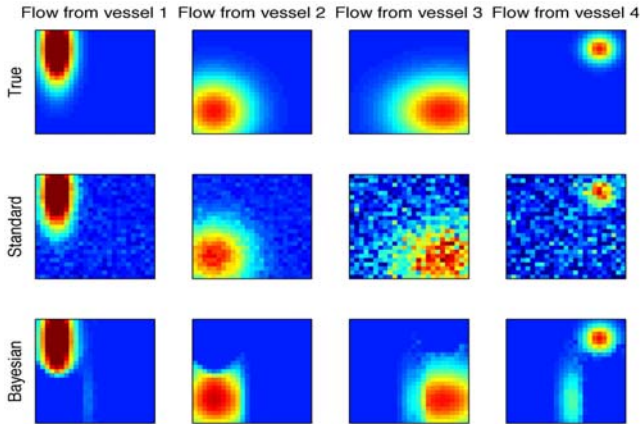 Flow from vessel 1 Flow from vessel 2 Flow from vessel 3 Flow from vessel 4
True
Standard
Bayesian